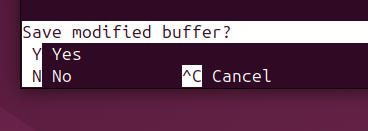 Save modified buffer?
Y Yes
N No ^C Cancel